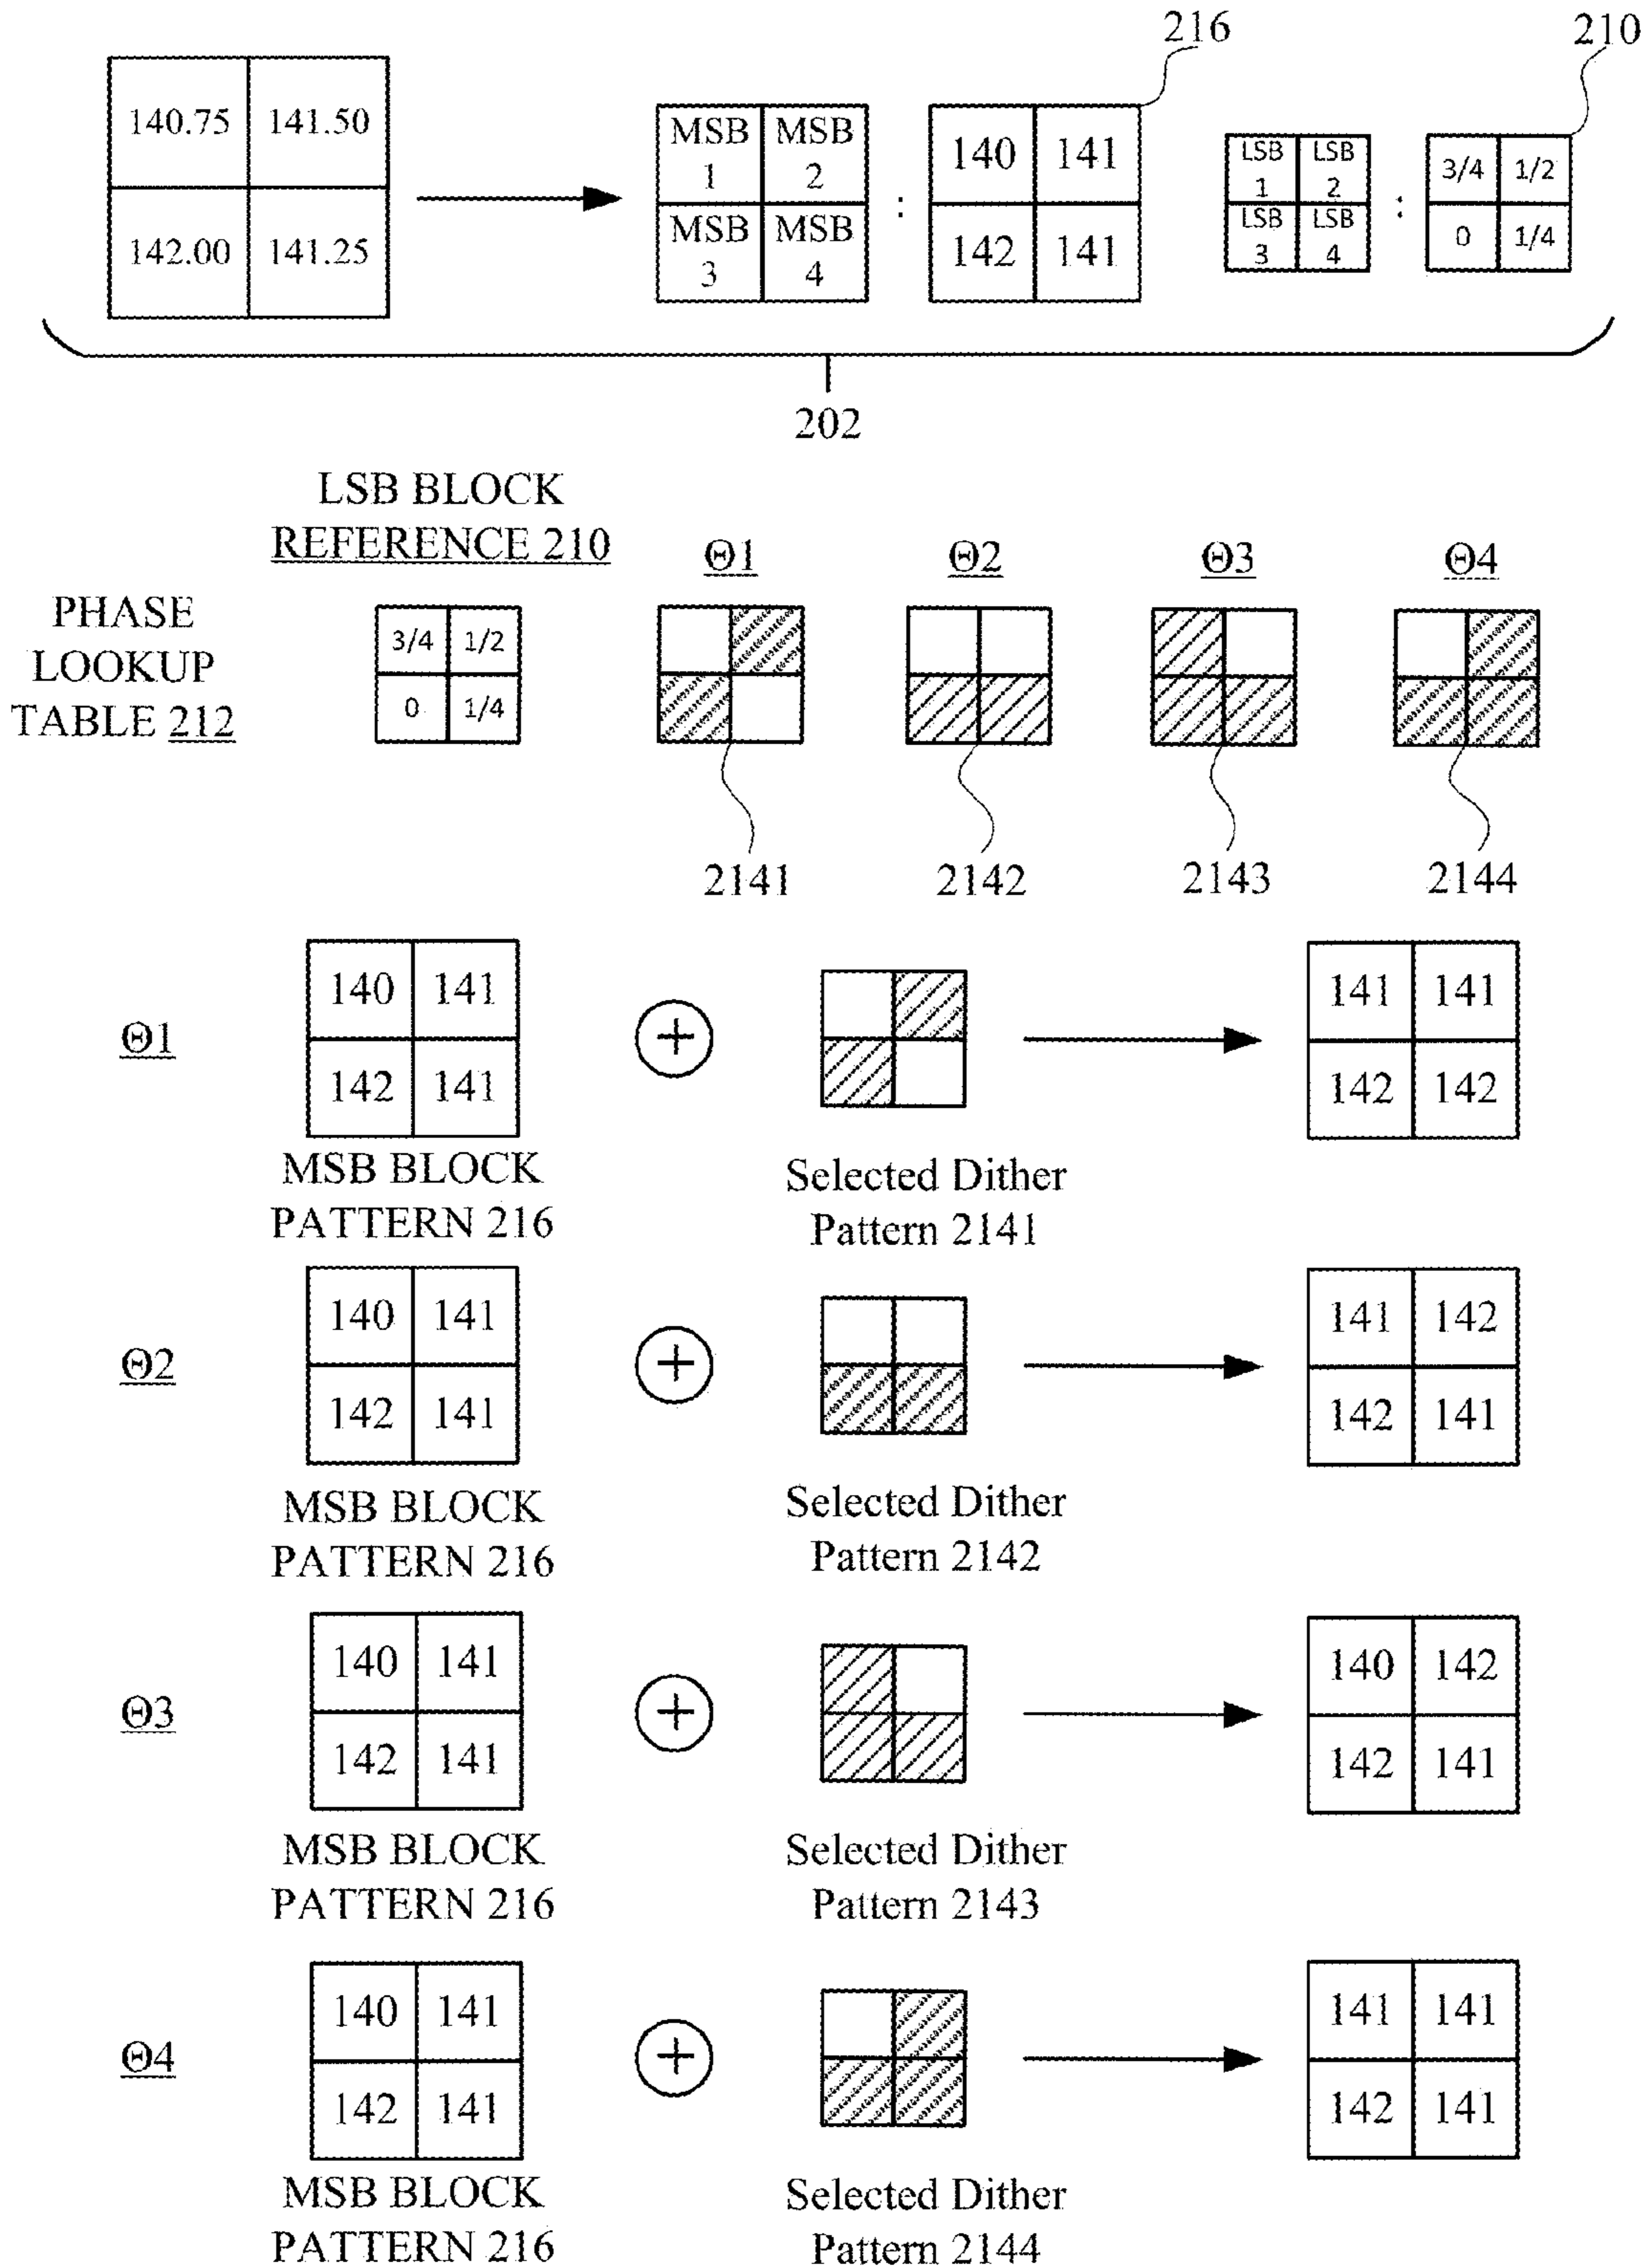 216
210
140.75 141.50
142.00 141.25
MSB 1 MSB 2
MSB 3 MSB 4
:
140 141
142 141
LSB 1 LSB 2
LSB 3 LSB 4
:
3/4 1/2
0 1/4
202
LSB BLOCK
REFERENCE 210
Θ1 Θ2 Θ3 Θ4
PHASE
LOOKUP
TABLE 212
3/4 1/2
0 1/4
2141 2142 2143 2144
Θ1
140 141
142 141
+
141 141
142 142
MSB BLOCK
PATTERN 216
Selected Dither
Pattern 2141
Θ2
140 141
142 141
+
141 142
142 141
MSB BLOCK
PATTERN 216
Selected Dither
Pattern 2142
Θ3
140 141
142 141
+
140 142
142 141
MSB BLOCK
PATTERN 216
Selected Dither
Pattern 2143
Θ4
140 141
142 141
+
141 141
142 141
MSB BLOCK
PATTERN 216
Selected Dither
Pattern 2144